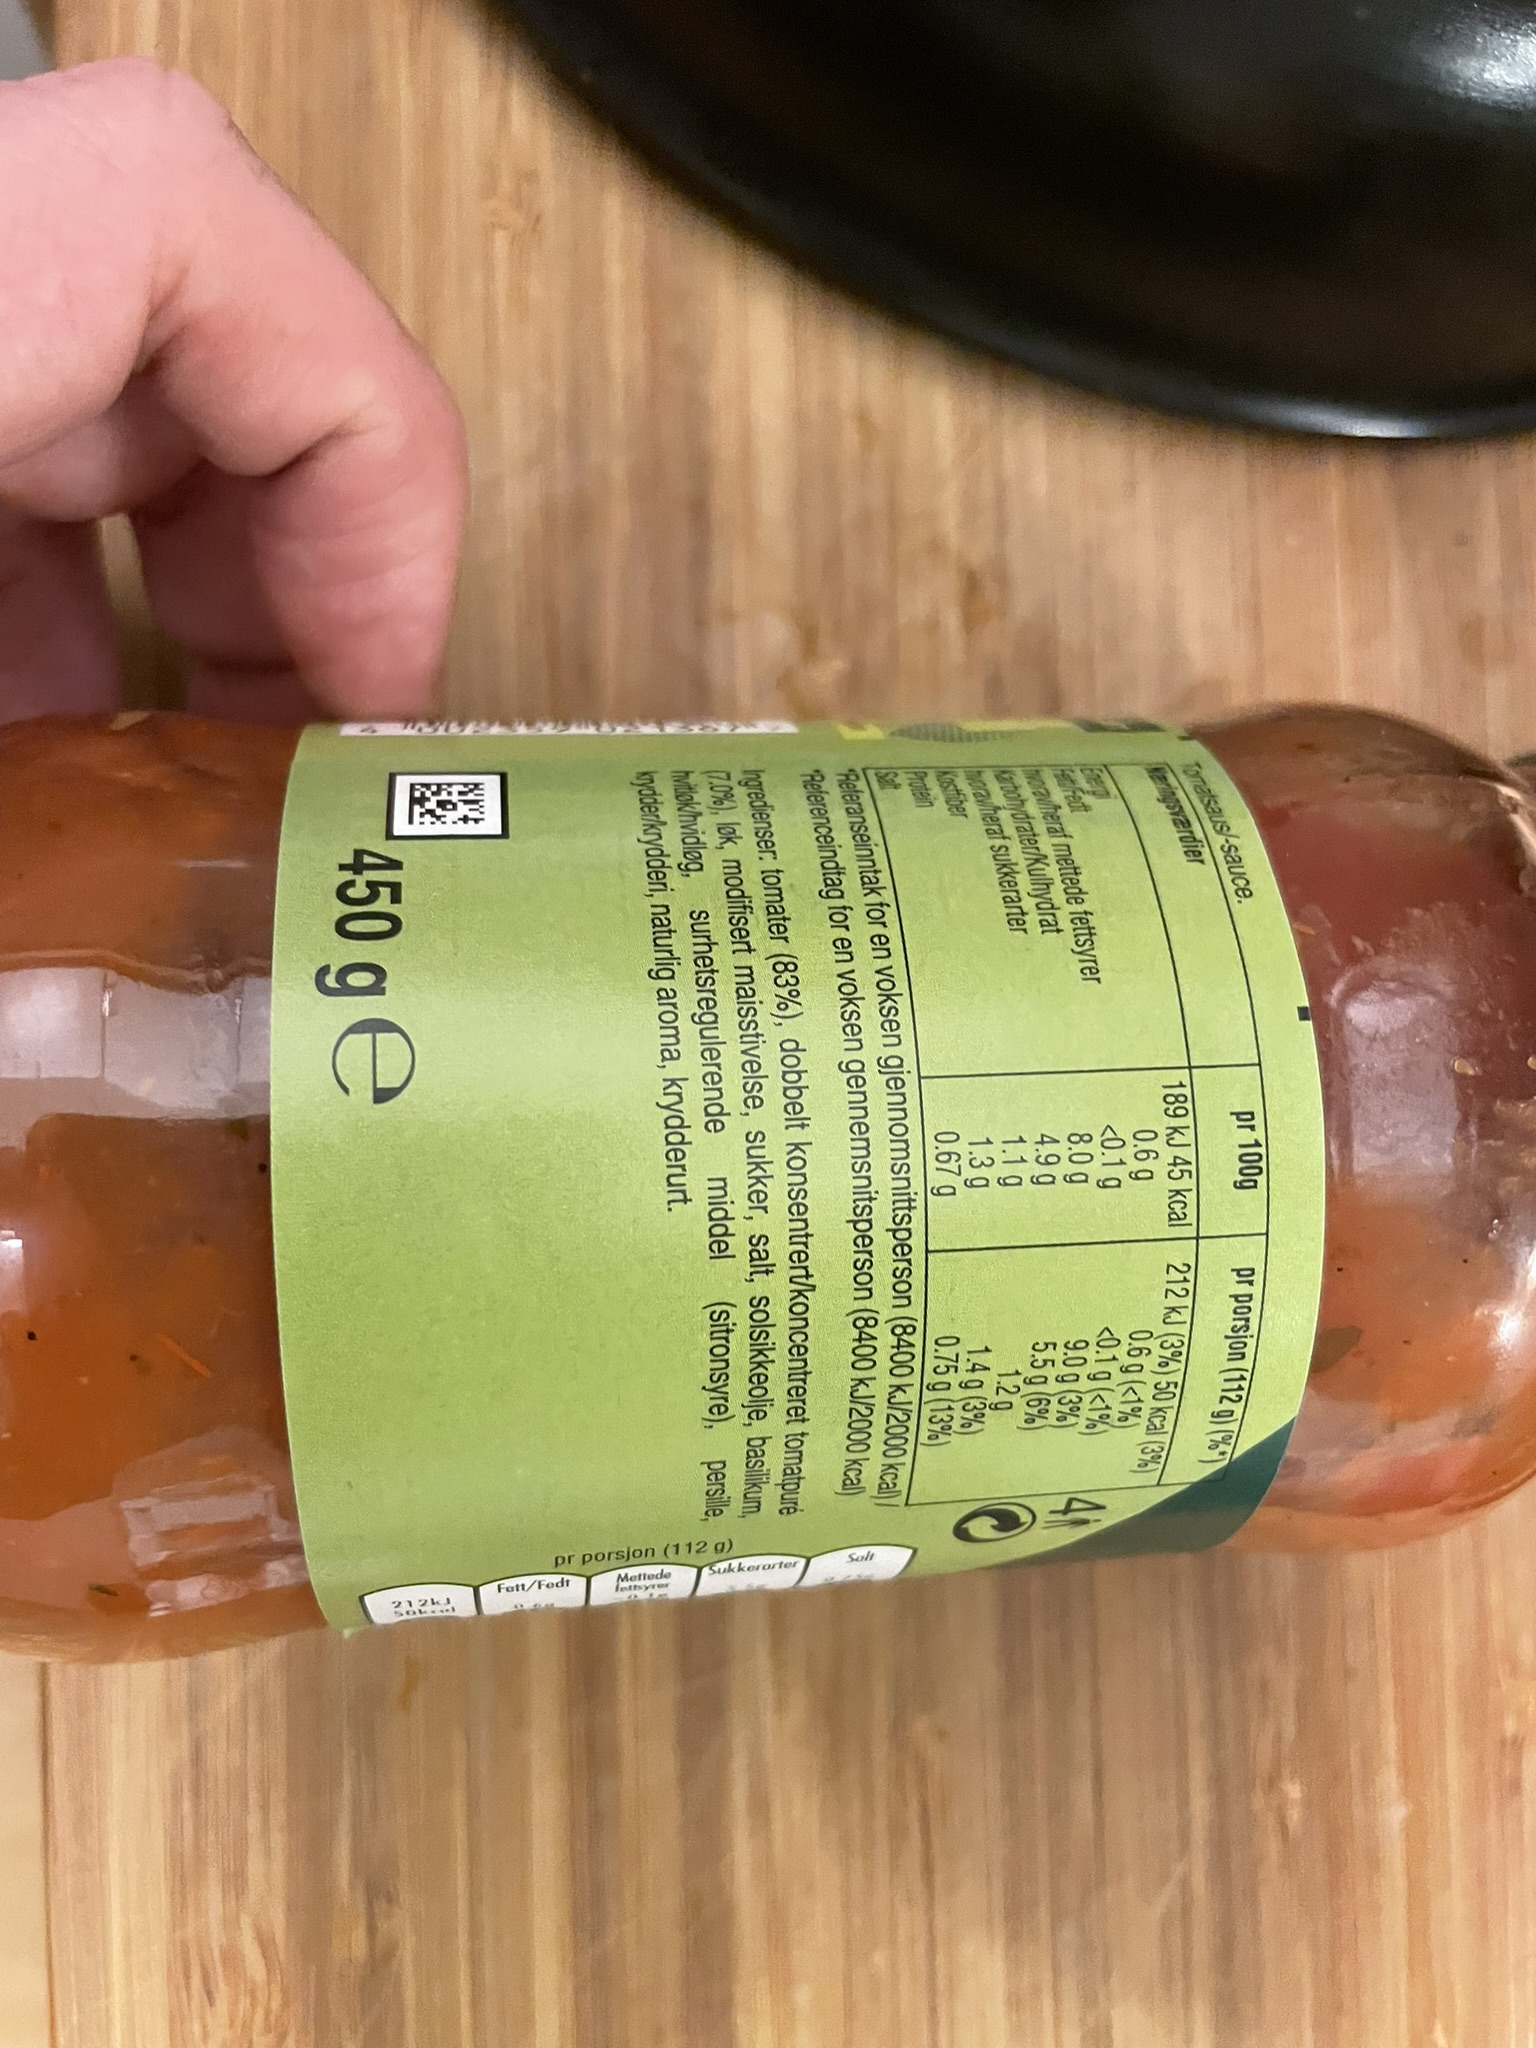 Tomatsaus/-sauce.
Næringsværdier pr 100g pr porsjon (112 g) (%*)
Energi 189 kJ 45 kcal 212 kJ (3%) 50 kcal (3%)
Fett/Fedt 0.6 g 0.6 g (<1%)
hvorav/heraf mettede fettsyrer <0.1 g <0.1 g (<1%)
Karbohydrater/Kulhydrat 8.0 g 9.0 g (3%)
hvorav/heraf sukkerarter 4.9 g 5.5 g (6%)
Kostfiber 1.1 g 1.2 g
Protein 1.3 g 1.4 g (3%)
Salt 0.67 g 0.75 g (13%)
*Referanseinntak for en voksen gjennomsnittsperson (8400 kJ/2000 kcal) /
*Referenceindtag for en voksen gennemsnitsperson (8400 kJ/2000 kcal)
Ingredienser: tomater (83%), dobbelt konsentrert/koncentreret tomatpuré
(7.0%), løk, modifisert maisstivelse, sukker, salt, solsikkeolje, basilikum,
hvitløk/hvidløg, surhetsregulerende middel (sitronsyre), persille,
krydder/krydderi, naturlig aroma, krydderurt.
450 g e
4
pr porsjon (112 g)
212kJ
50kcal
Fett/Fedt
Mettede
fettsyrer
Sukkerarter
Salt